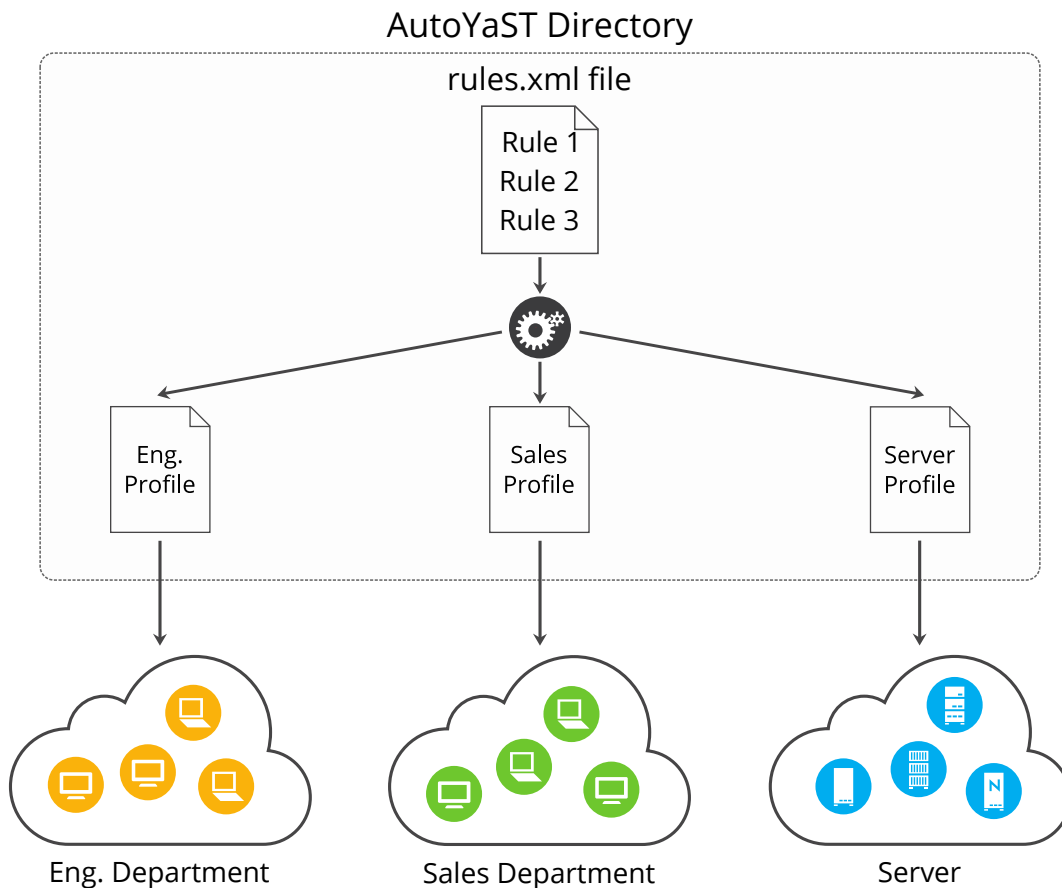 AutoYaST Directory
rules.xml file
Rule 1
Rule 2
Rule 3
Eng.
Profile
Sales
Profile
Server
Profile
N
Eng. Department
Sales Department
Server